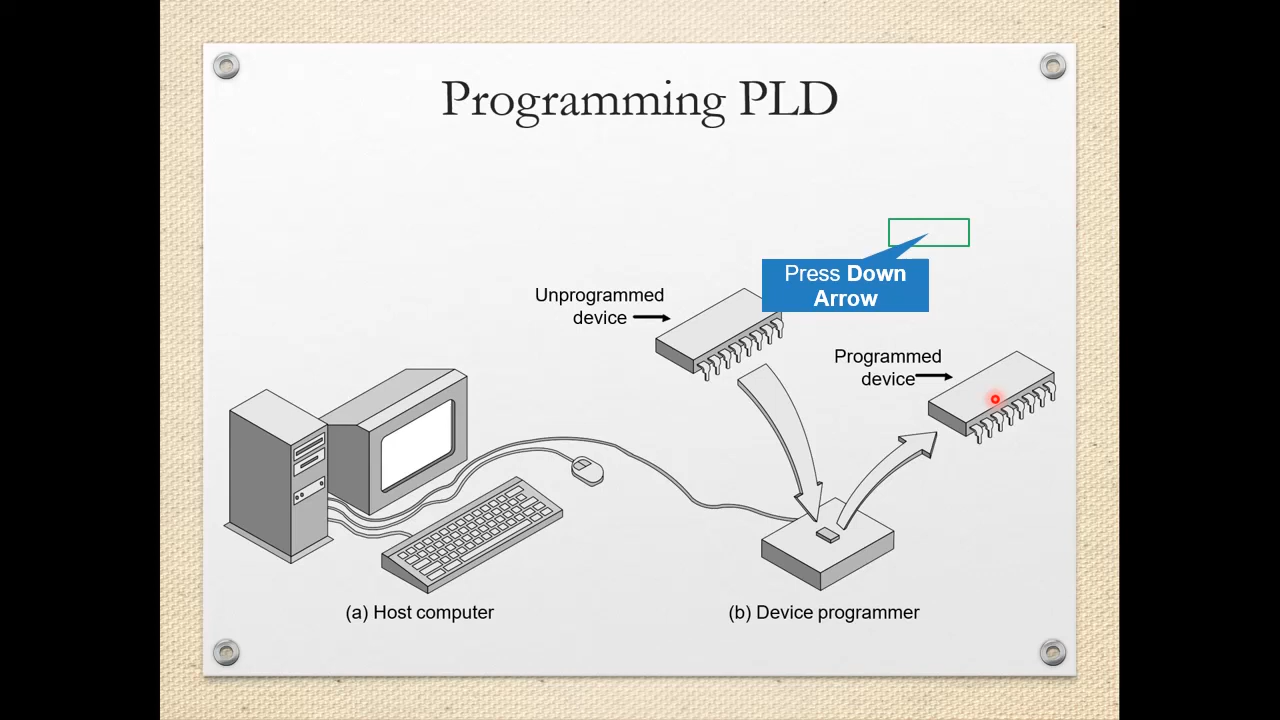 Programming PLD
Press Down
Arrow
Unprogrammed
device
Programmed
device
(a) Host computer
(b) Device programmer